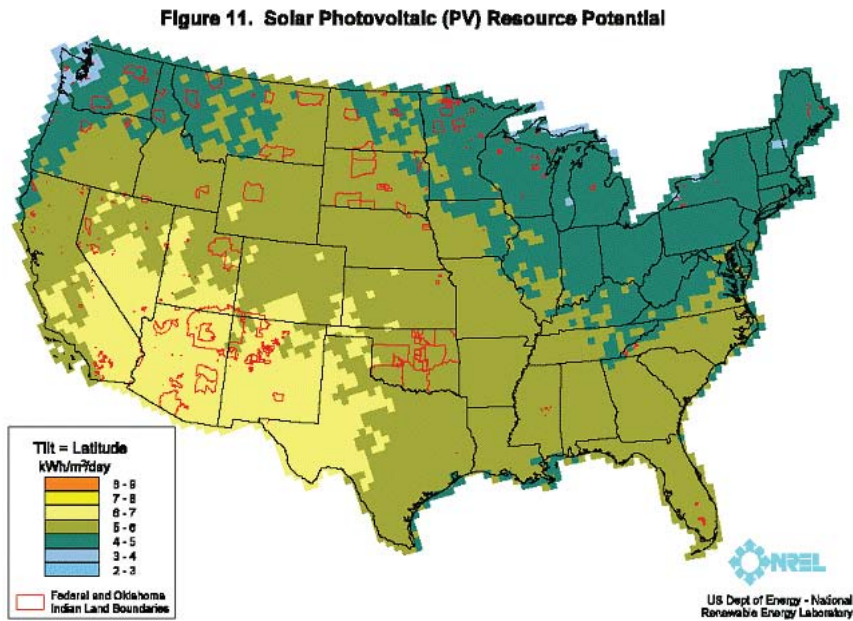 Figure 11. Solar Photovoltaic (PV) Resource Potential
Tilt = Latitude
kWh/m²/day
8 - 9
7 - 8
6 - 7
5 - 6
4 - 5
3 - 4
2 - 3
Federal and Oklahoma
Indian Land Boundaries
NREL
US Dept of Energy - National
Renewable Energy Laboratory